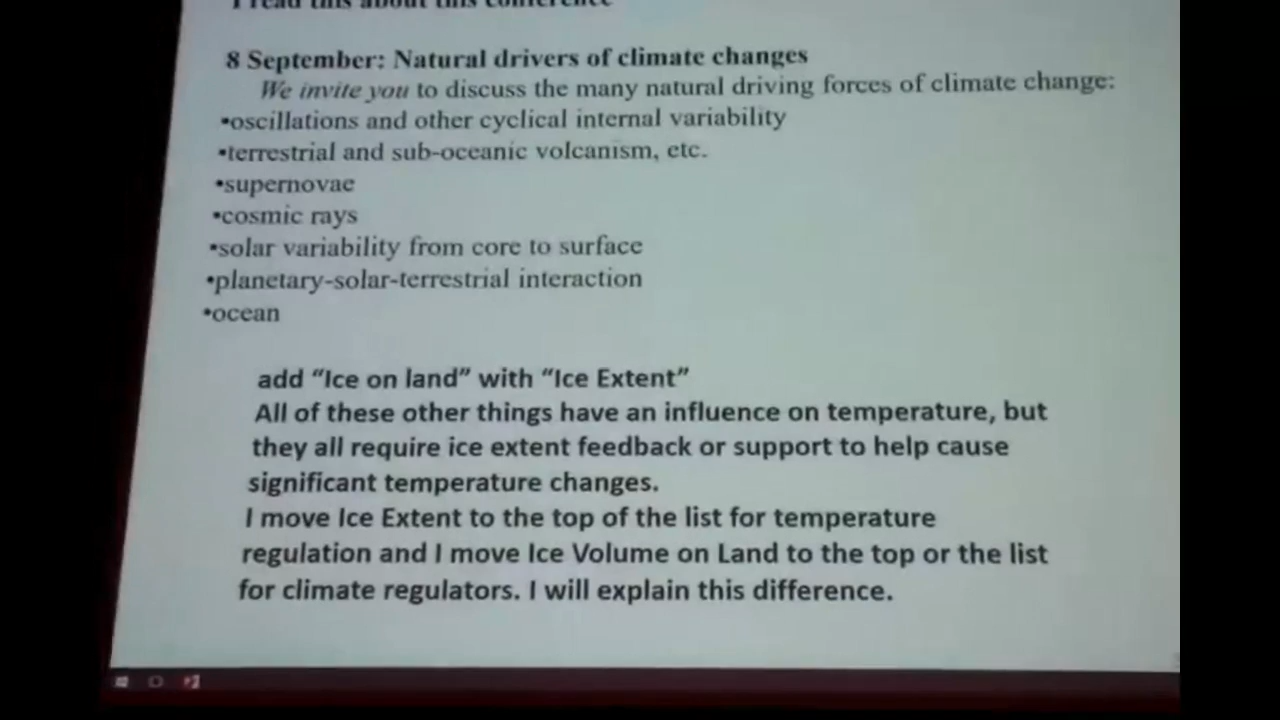 I read this about this conference
8 September: Natural drivers of climate changes
We invite you to discuss the many natural driving forces of climate change:
•oscillations and other cyclical internal variability
•terrestrial and sub-oceanic volcanism, etc.
•supernovae
•cosmic rays
•solar variability from core to surface
•planetary-solar-terrestrial interaction
•ocean
add “Ice on land” with “Ice Extent”
All of these other things have an influence on temperature, but
they all require ice extent feedback or support to help cause
significant temperature changes.
I move Ice Extent to the top of the list for temperature
regulation and I move Ice Volume on Land to the top or the list
for climate regulators. I will explain this difference.